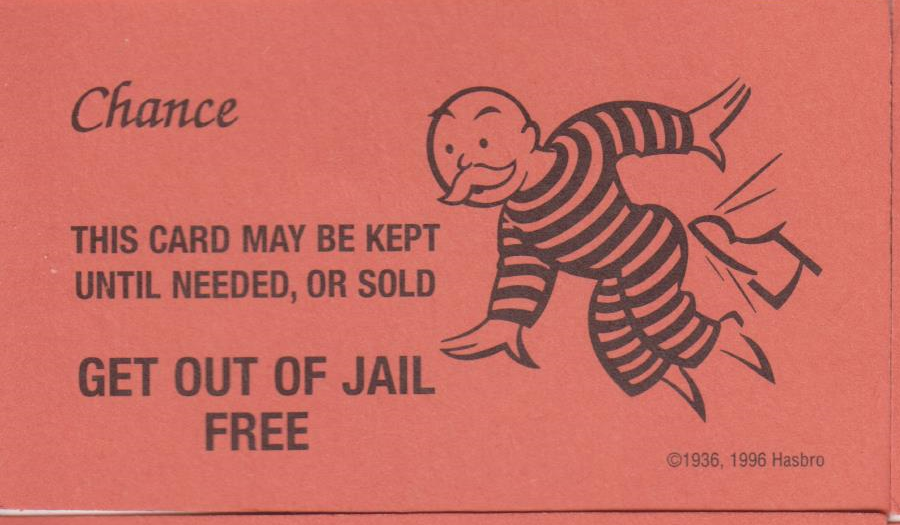 Chance
THIS CARD MAY BE KEPT
UNTIL NEEDED, OR SOLD
GET OUT OF JAIL
FREE
©1936, 1996 Hasbro